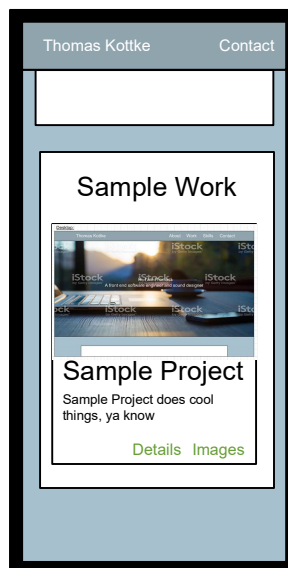 Thomas Kottke Contact
Sample Work
Desktop:
Thomas Kottke About Work Skills Contact
iStock
iStock iStock
A front end software engineer and sound designer
iStock iStock
Sample Project
Sample Project does cool
things, ya know
Details Images